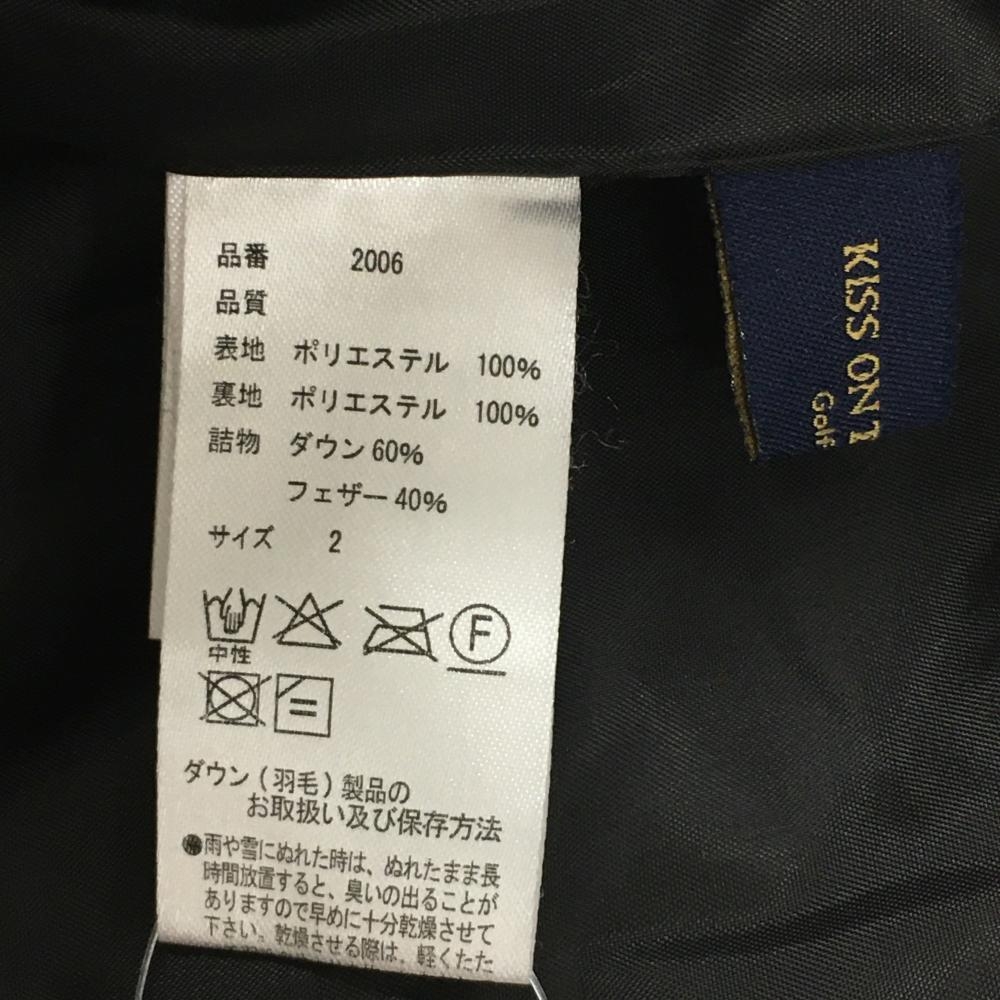 品番 2006
品質
表地 ポリエステル 100%
裏地 ポリエステル 100%
詰物 ダウン 60%
フェザー 40%
サイズ 2
F
中性
ダウン(羽毛)製品の
お取扱い及び保存方法
●雨や雪にぬれた時は、ぬれたまま長
時間放置すると、臭いの出ることが
ありますので早めに十分乾燥させて
下さい。乾燥させる際は、軽くたた
KISS ON T
Golf